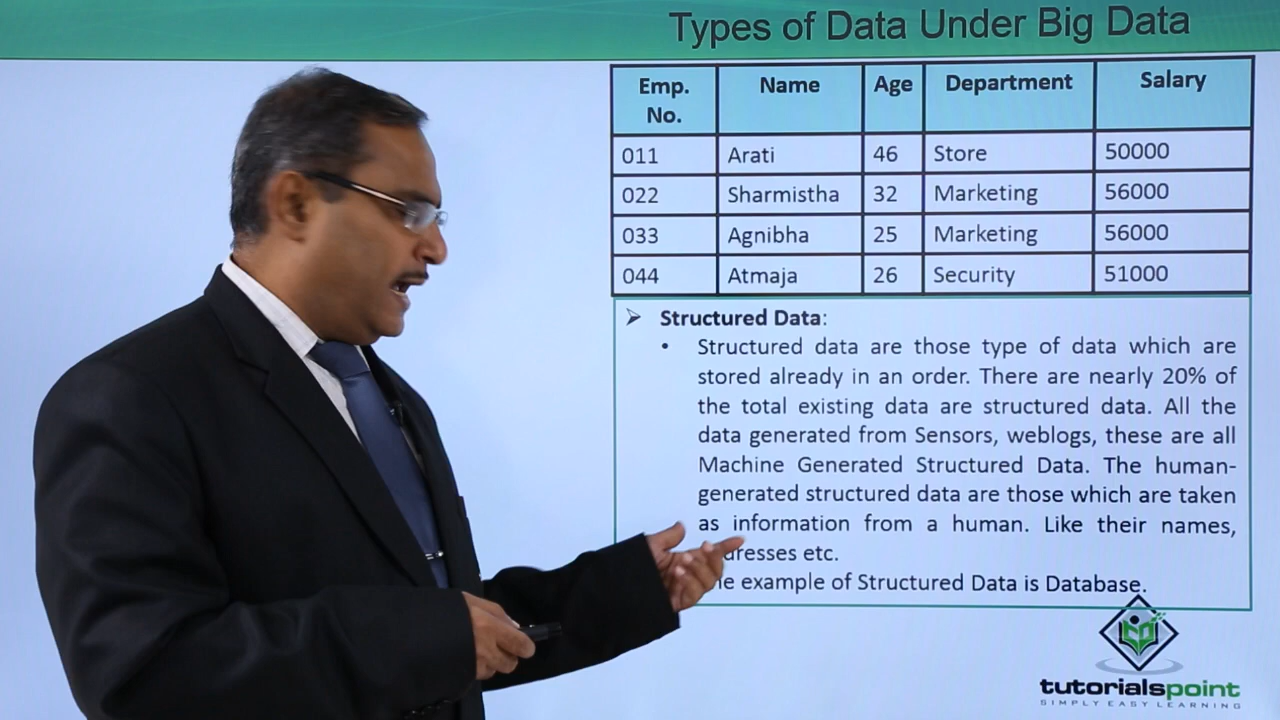 Types of Data Under Big Data
Emp. No. Name Age Department Salary
011 Arati 46 Store 50000
022 Sharmistha 32 Marketing 56000
033 Agnibha 25 Marketing 56000
044 Atmaja 26 Security 51000
➢ Structured Data:
• Structured data are those type of data which are
stored already in an order. There are nearly 20% of
the total existing data are structured data. All the
data generated from Sensors, weblogs, these are all
Machine Generated Structured Data. The human-
generated structured data are those which are taken
as information from a human. Like their names,
etc.
example of Structured Data is Database.
tutorialspoint
SIMPLY EASY LEARNING